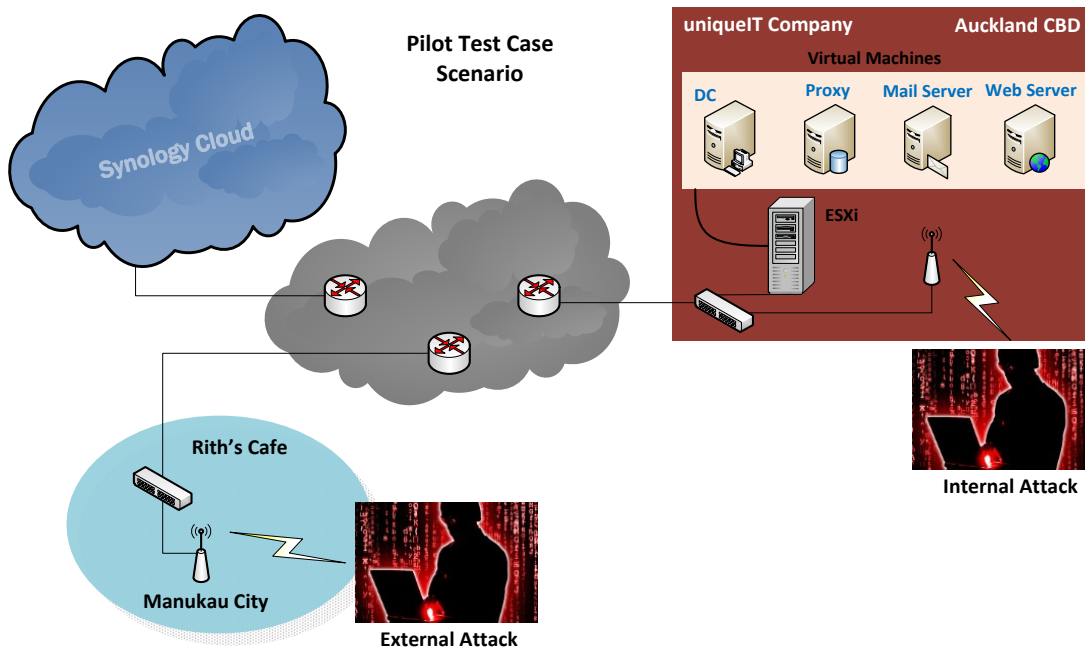 Pilot Test Case
Scenario
Synology Cloud
uniqueIT Company
Auckland CBD
Virtual Machines
DC
Proxy
Mail Server
Web Server
ESXi
Internal Attack
Rith's Cafe
Manukau City
External Attack